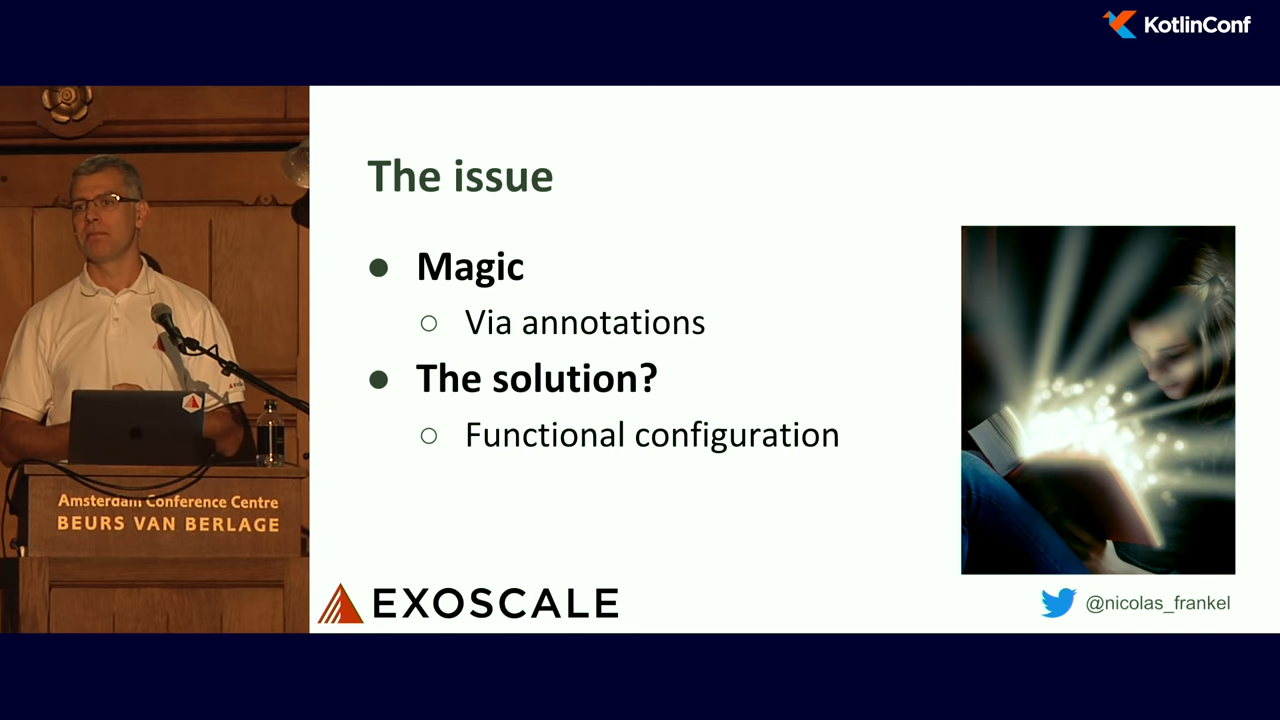 KotlinConf
The issue
● Magic
○ Via annotations
● The solution?
○ Functional configuration
EXOSCALE
@nicolas_frankel
Amsterdam Conference Centre
BEURS VAN BERLAGE